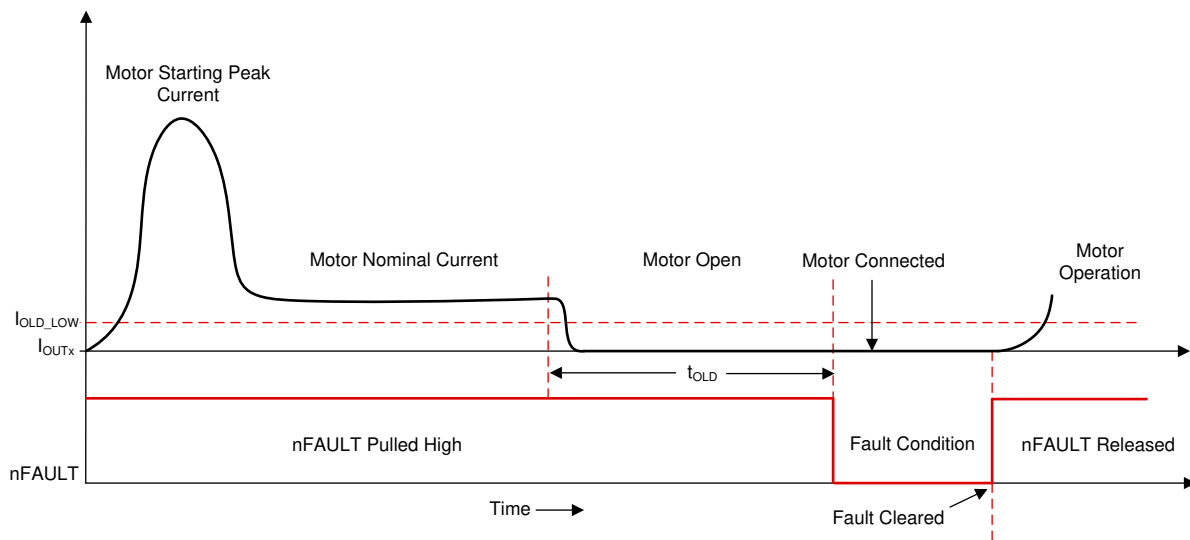 Motor Starting Peak
Current
Motor Nominal Current
Motor Open
Motor Connected
Motor
Operation
IOLD_LOW
IOUTx
tOLD
nFAULT Pulled High
Fault Condition
nFAULT Released
nFAULT
Time
Fault Cleared